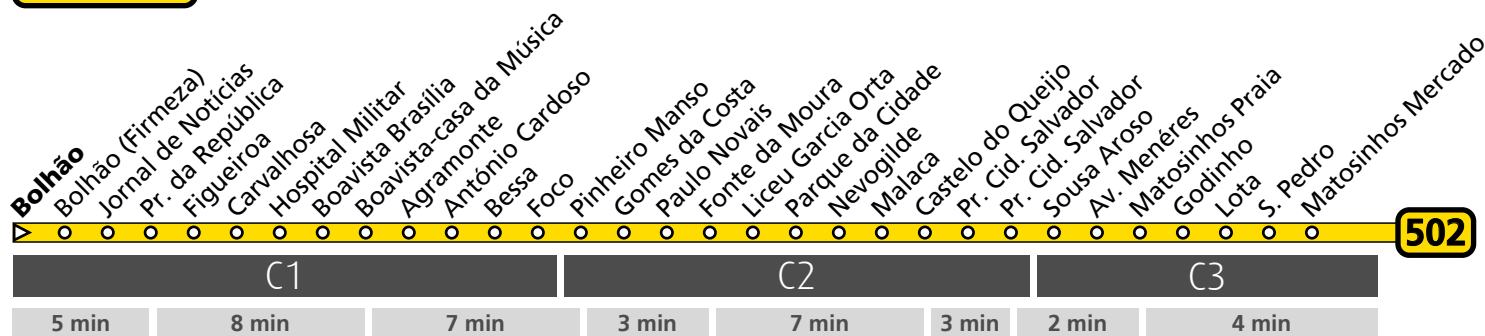 Bolhão
Bolhão (Firmeza)
Jornal de Notícias
Pr. da República
Figueiroa
Carvalhosa
Hospital Militar
Boavista Brasília
Boavista-casa da Música
Agramonte
António Cardoso
Bessa
Foco
Pinheiro Manso
Gomes da Costa
Paulo Novais
Fonte da Moura
Liceu Garcia Orta
Parque da Cidade
Nevogilde
Malaca
Castelo do Queijo
Pr. Cid. Salvador
Pr. Cid. Salvador
Sousa Aroso
Av. Menéres
Matosinhos Praia
Godinho
Lota
S. Pedro
Matosinhos Mercado
502
C1 C2 C3
5 min 8 min 7 min 3 min 7 min 3 min 2 min 4 min